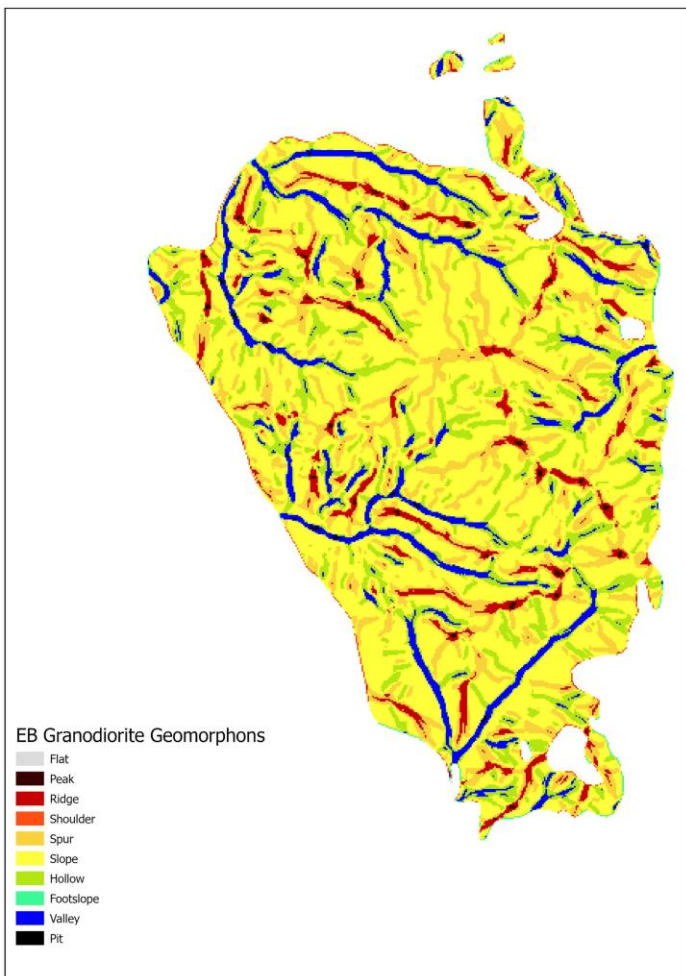 EB Granodiorite Geomorphons
Flat
Peak
Ridge
Shoulder
Spur
Slope
Hollow
Footslope
Valley
Pit